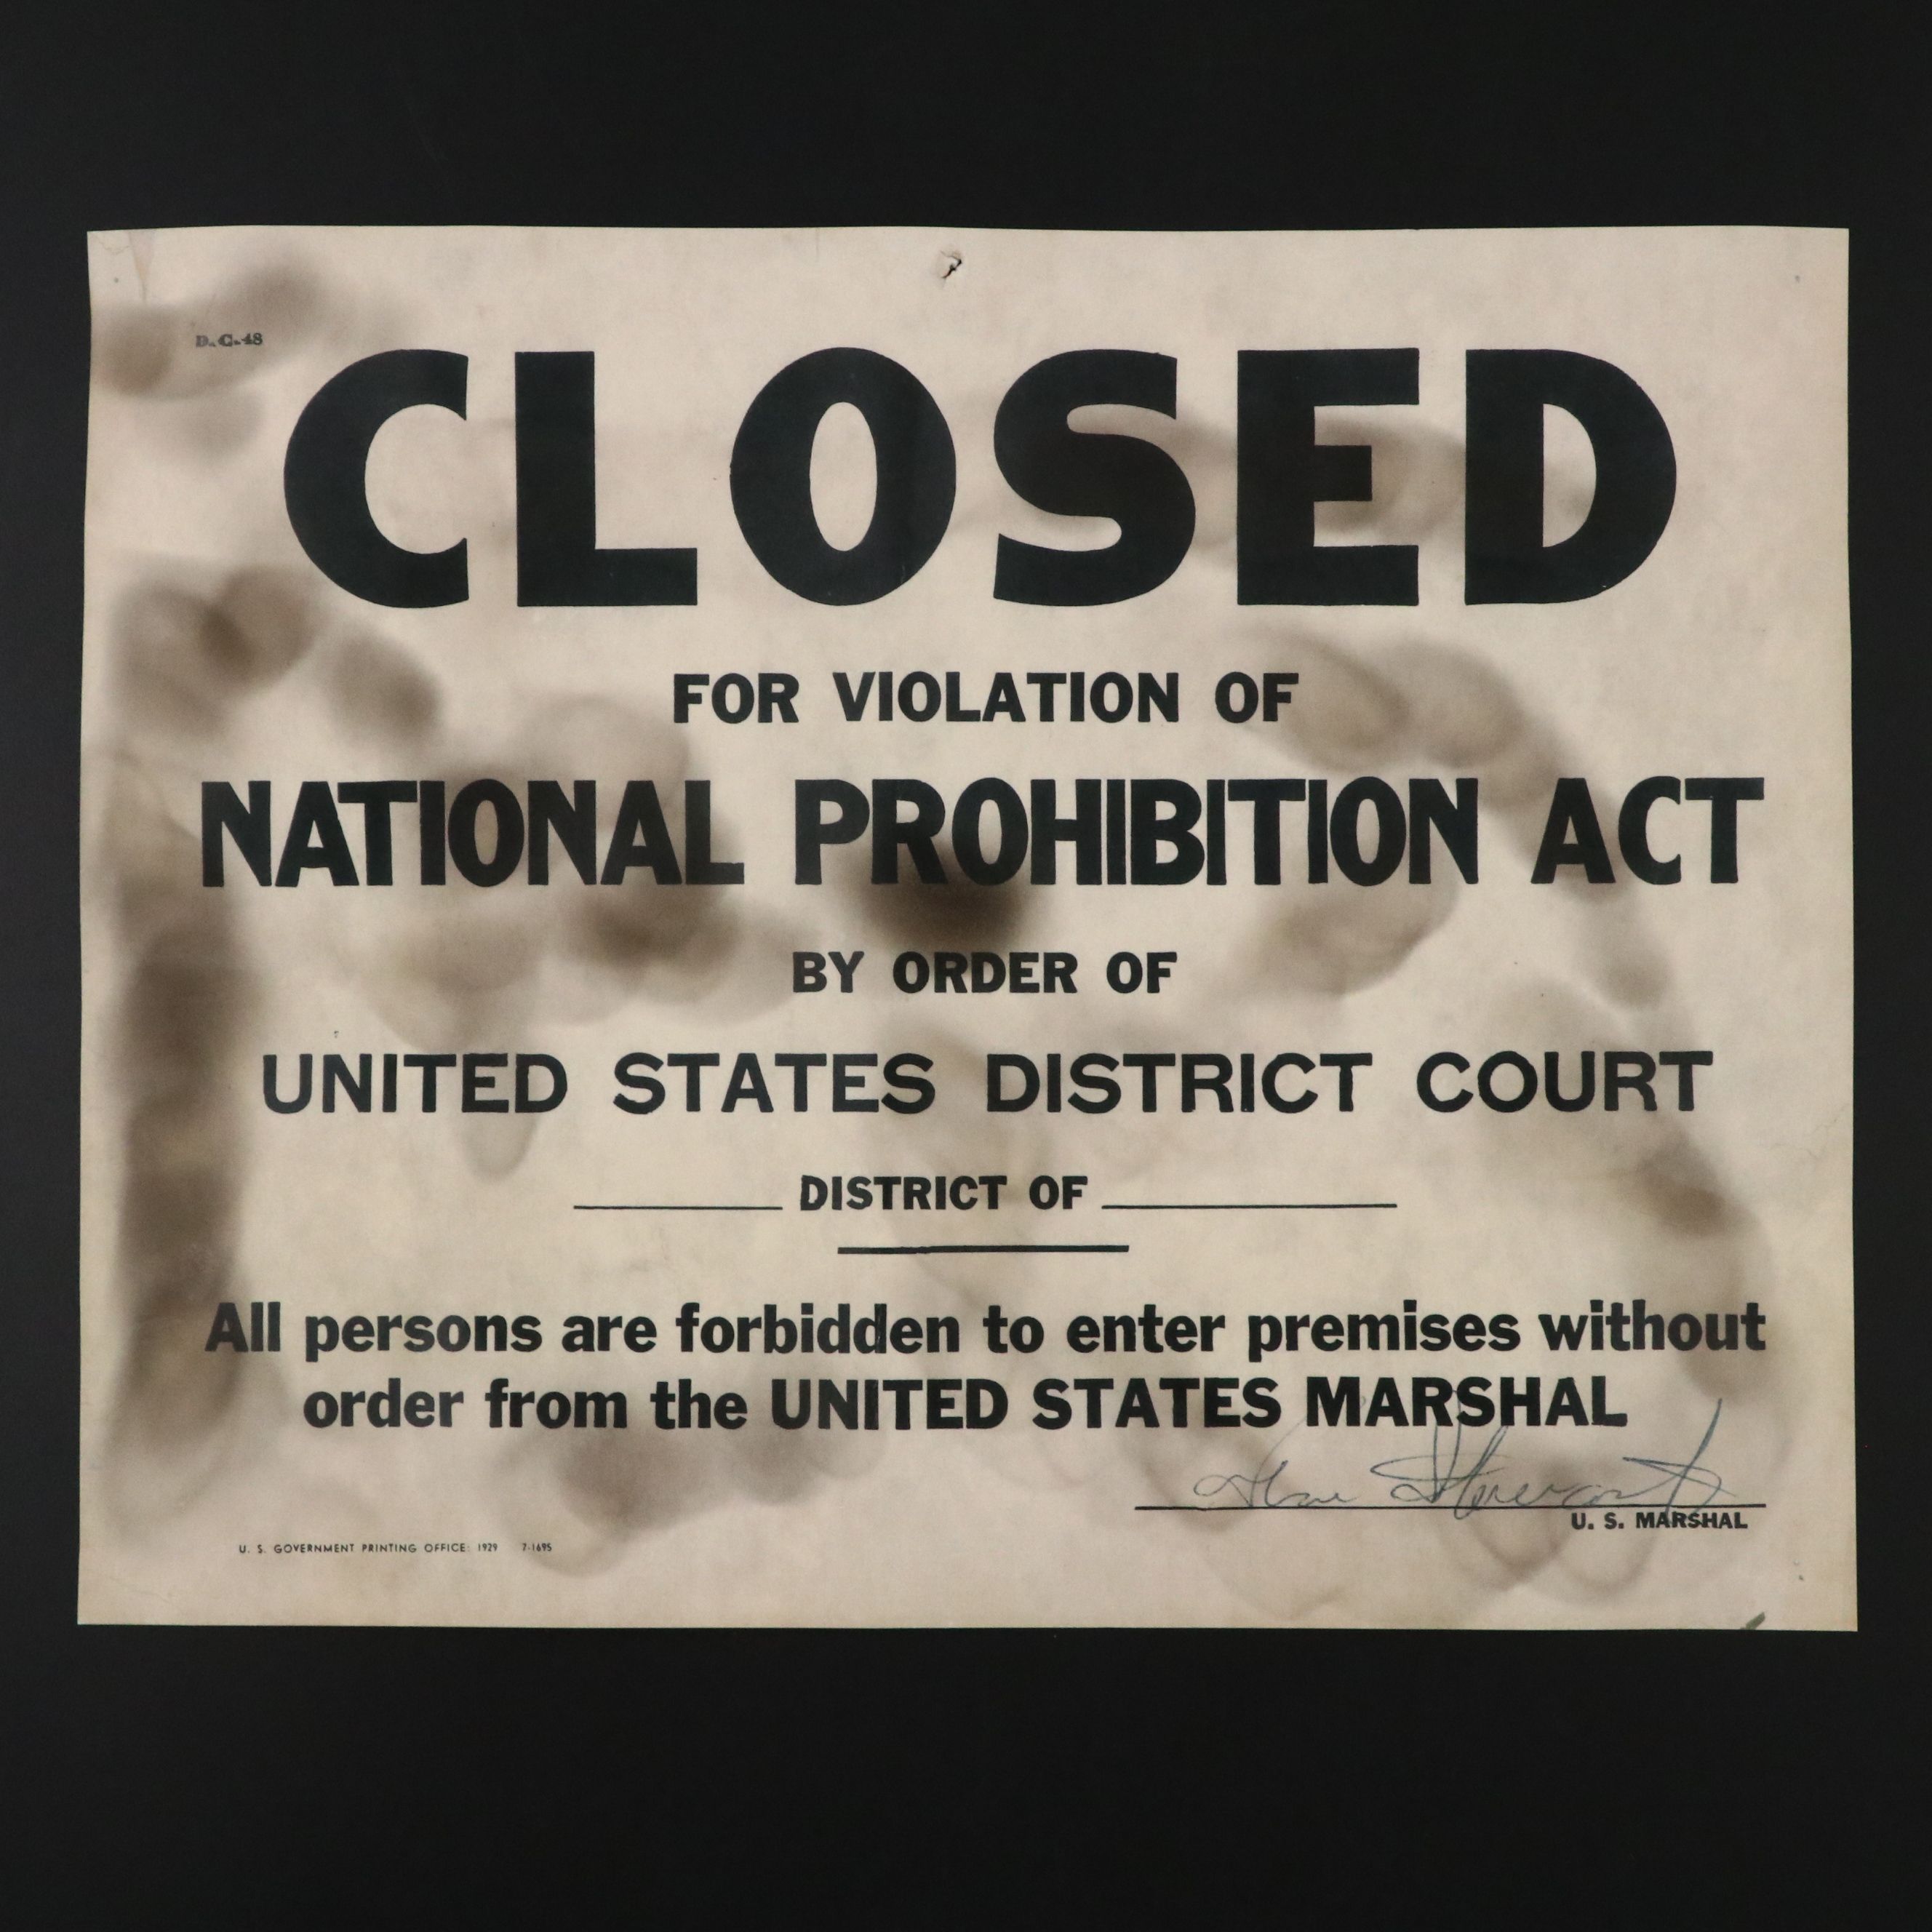 D. C. 48
CLOSED
FOR VIOLATION OF
NATIONAL PROHIBITION ACT
BY ORDER OF
UNITED STATES DISTRICT COURT
DISTRICT OF
All persons are forbidden to enter premises without
order from the UNITED STATES MARSHAL
U. S. MARSHAL
U. S. GOVERNMENT PRINTING OFFICE: 1929 7-1695